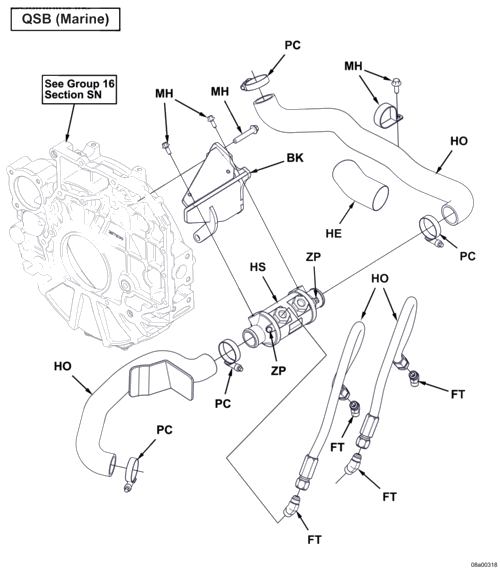 QSB (Marine)
PC
See Group 16
Section SN
MH
MH
MH
HO
BK
HE
PC
HS
ZP
HO
HO
ZP
PC
FT
PC
FT
FT
FT
08a00318